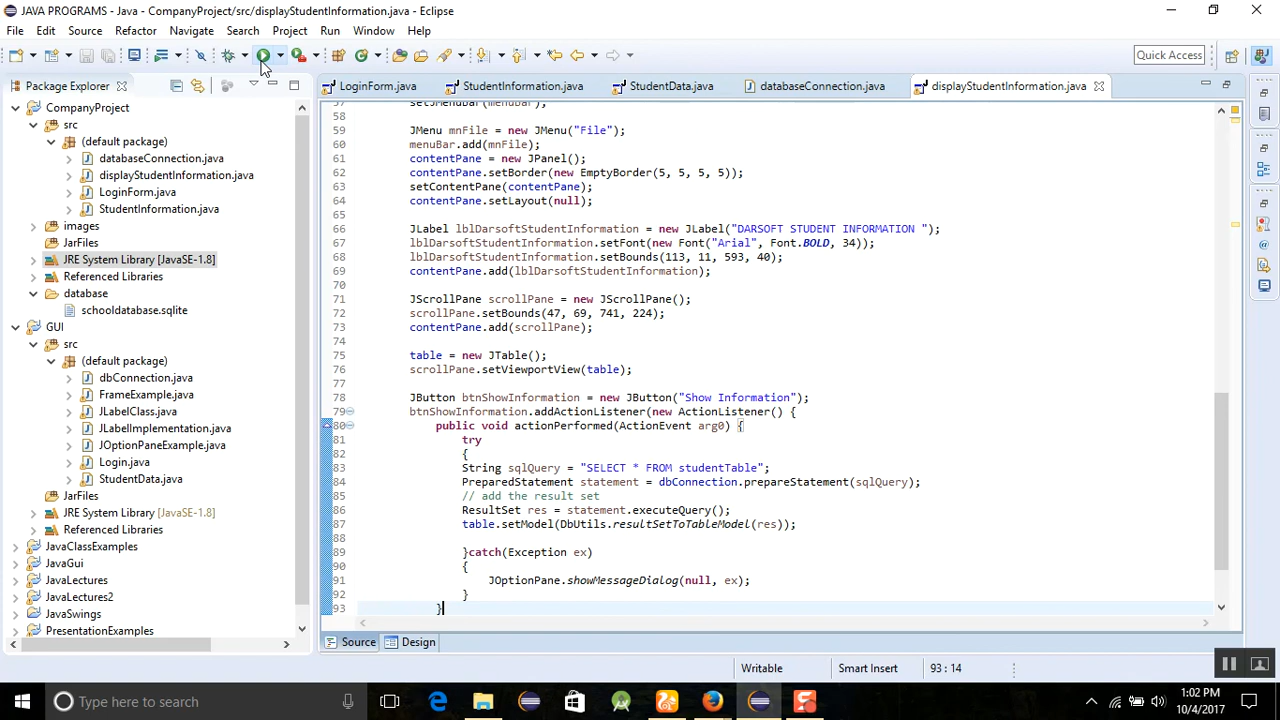 JAVA PROGRAMS - Java - CompanyProject/src/displayStudentInformation.java - Eclipse
File Edit Source Refactor Navigate Search Project Run Window Help
Quick Access
Package Explorer
CompanyProject
src
(default package)
databaseConnection.java
displayStudentInformation.java
LoginForm.java
StudentInformation.java
images
JarFiles
JRE System Library [JavaSE-1.8]
Referenced Libraries
database
schooldatabase.sqlite
GUI
src
(default package)
dbConnection.java
FrameExample.java
JLabelClass.java
JLabelImplementation.java
JOptionPaneExample.java
Login.java
StudentData.java
JarFiles
JRE System Library [JavaSE-1.8]
Referenced Libraries
JavaClassExamples
JavaGui
JavaLectures
JavaLectures2
JavaSwings
PresentationExamples
LoginForm.java StudentInformation.java StudentData.java databaseConnection.java displayStudentInformation.java
57 setJMenuBar(menuBar);
58
59 JMenu mnFile = new JMenu("File");
60 menuBar.add(mnFile);
61 contentPane = new JPanel();
62 contentPane.setBorder(new EmptyBorder(5, 5, 5, 5));
63 setContentPane(contentPane);
64 contentPane.setLayout(null);
65
66 JLabel lblDarsoftStudentInformation = new JLabel("DARSOFT STUDENT INFORMATION ");
67 lblDarsoftStudentInformation.setFont(new Font("Arial", Font.BOLD, 34));
68 lblDarsoftStudentInformation.setBounds(113, 11, 593, 40);
69 contentPane.add(lblDarsoftStudentInformation);
70
71 JScrollPane scrollPane = new JScrollPane();
72 scrollPane.setBounds(47, 69, 741, 224);
73 contentPane.add(scrollPane);
74
75 table = new JTable();
76 scrollPane.setViewportView(table);
77
78 JButton btnShowInformation = new JButton("Show Information");
79 btnShowInformation.addActionListener(new ActionListener() {
80 public void actionPerformed(ActionEvent arg0) {
81 try
82 {
83 String sqlQuery = "SELECT * FROM studentTable";
84 PreparedStatement statement = dbConnection.prepareStatement(sqlQuery);
85 // add the result set
86 ResultSet res = statement.executeQuery();
87 table.setModel(DbUtils.resultSetToTableModel(res));
88
89 }catch(Exception ex)
90 {
91 JOptionPane.showMessageDialog(null, ex);
92 }
93 }
Source Design
Writable Smart Insert 93 : 14
Type here to search
1:02 PM
10/4/2017